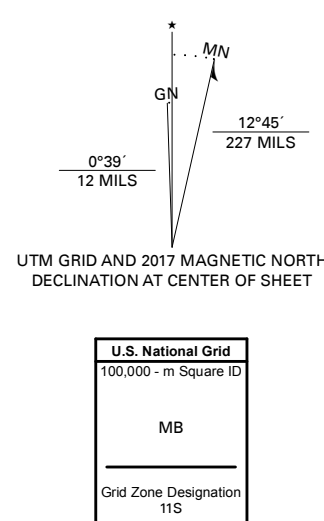 ★
MN
GN
12°45´
227 MILS
0°39´
12 MILS
UTM GRID AND 2017 MAGNETIC NORTH
DECLINATION AT CENTER OF SHEET
U.S. National Grid
100,000 - m Square ID
MB
Grid Zone Designation
11S